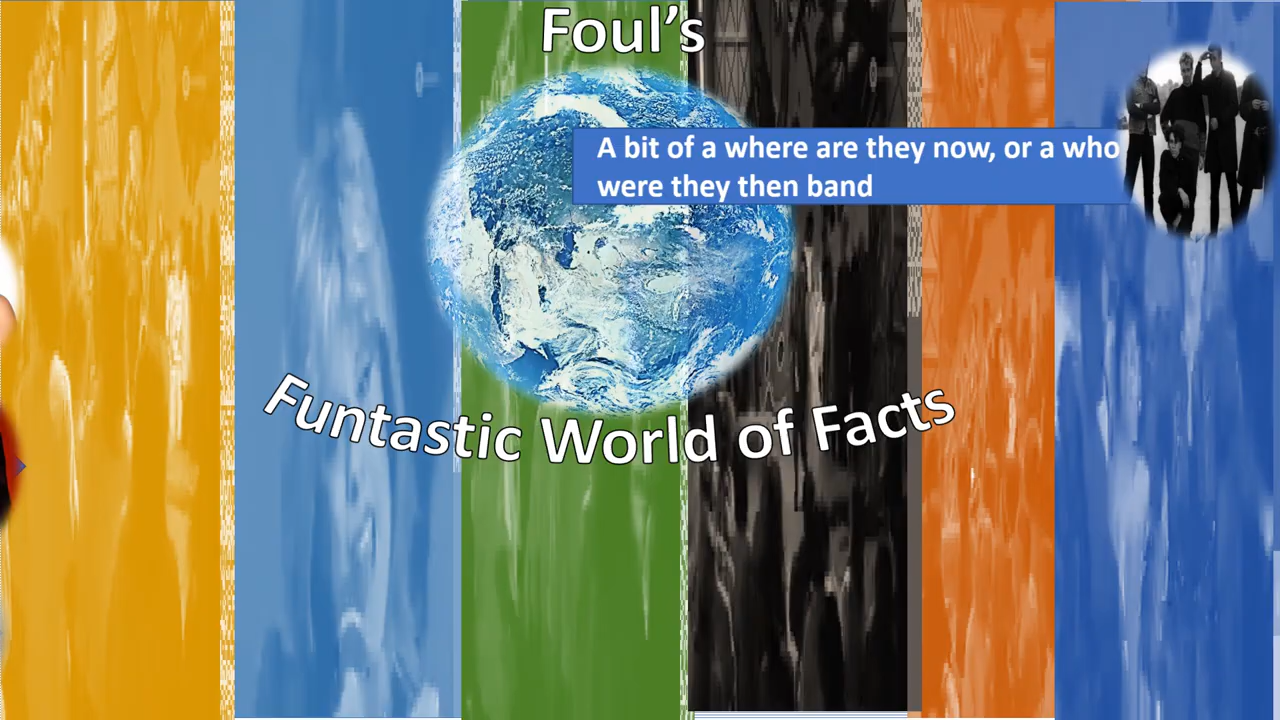 Foul’s
A bit of a where are they now, or a who
were they then band
Funtastic World of Facts